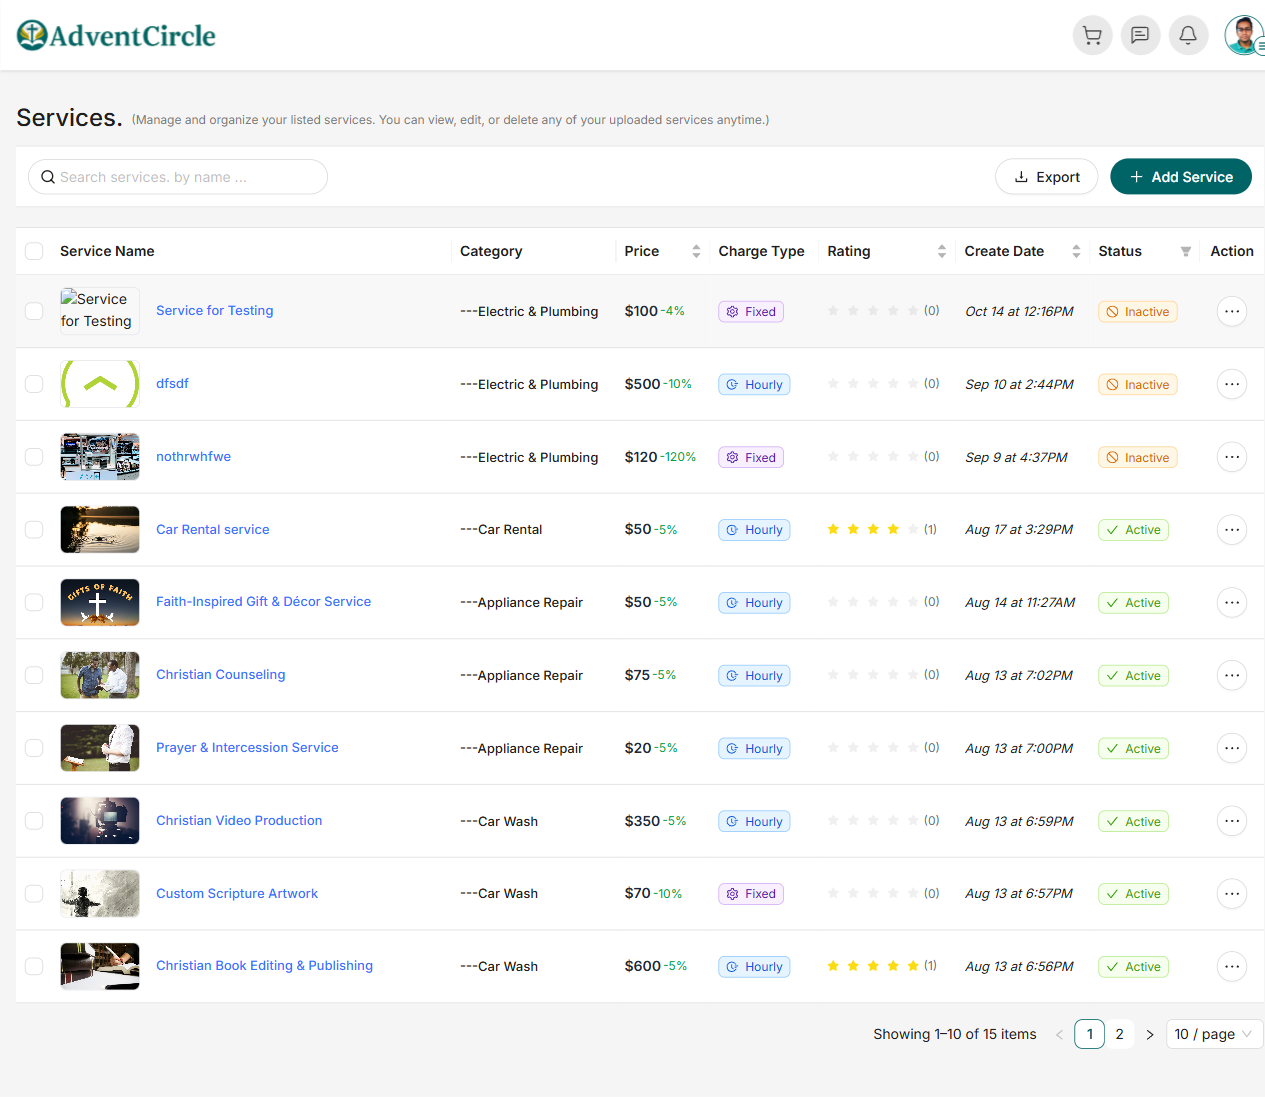 AdventCircle
Services. (Manage and organize your listed services. You can view, edit, or delete any of your uploaded services anytime.)
Search services. by name ...
Export
+ Add Service
Service Name Category Price Charge Type Rating Create Date Status Action
Service for Testing Service for Testing ---Electric & Plumbing $100 -4% Fixed (0) Oct 14 at 12:16PM Inactive ...
dfsdf ---Electric & Plumbing $500 -10% Hourly (0) Sep 10 at 2:44PM Inactive ...
nothrwhfwe ---Electric & Plumbing $120 -120% Fixed (0) Sep 9 at 4:37PM Inactive ...
Car Rental service ---Car Rental $50 -5% Hourly (1) Aug 17 at 3:29PM Active ...
GIFTS OF FAITH Faith-Inspired Gift & Décor Service ---Appliance Repair $50 -5% Hourly (0) Aug 14 at 11:27AM Active ...
Christian Counseling ---Appliance Repair $75 -5% Hourly (0) Aug 13 at 7:02PM Active ...
Prayer & Intercession Service ---Appliance Repair $20 -5% Hourly (0) Aug 13 at 7:00PM Active ...
Christian Video Production ---Car Wash $350 -5% Hourly (0) Aug 13 at 6:59PM Active ...
Custom Scripture Artwork ---Car Wash $70 -10% Fixed (0) Aug 13 at 6:57PM Active ...
Christian Book Editing & Publishing ---Car Wash $600 -5% Hourly (1) Aug 13 at 6:56PM Active ...
Showing 1–10 of 15 items < 1 2 > 10 / page